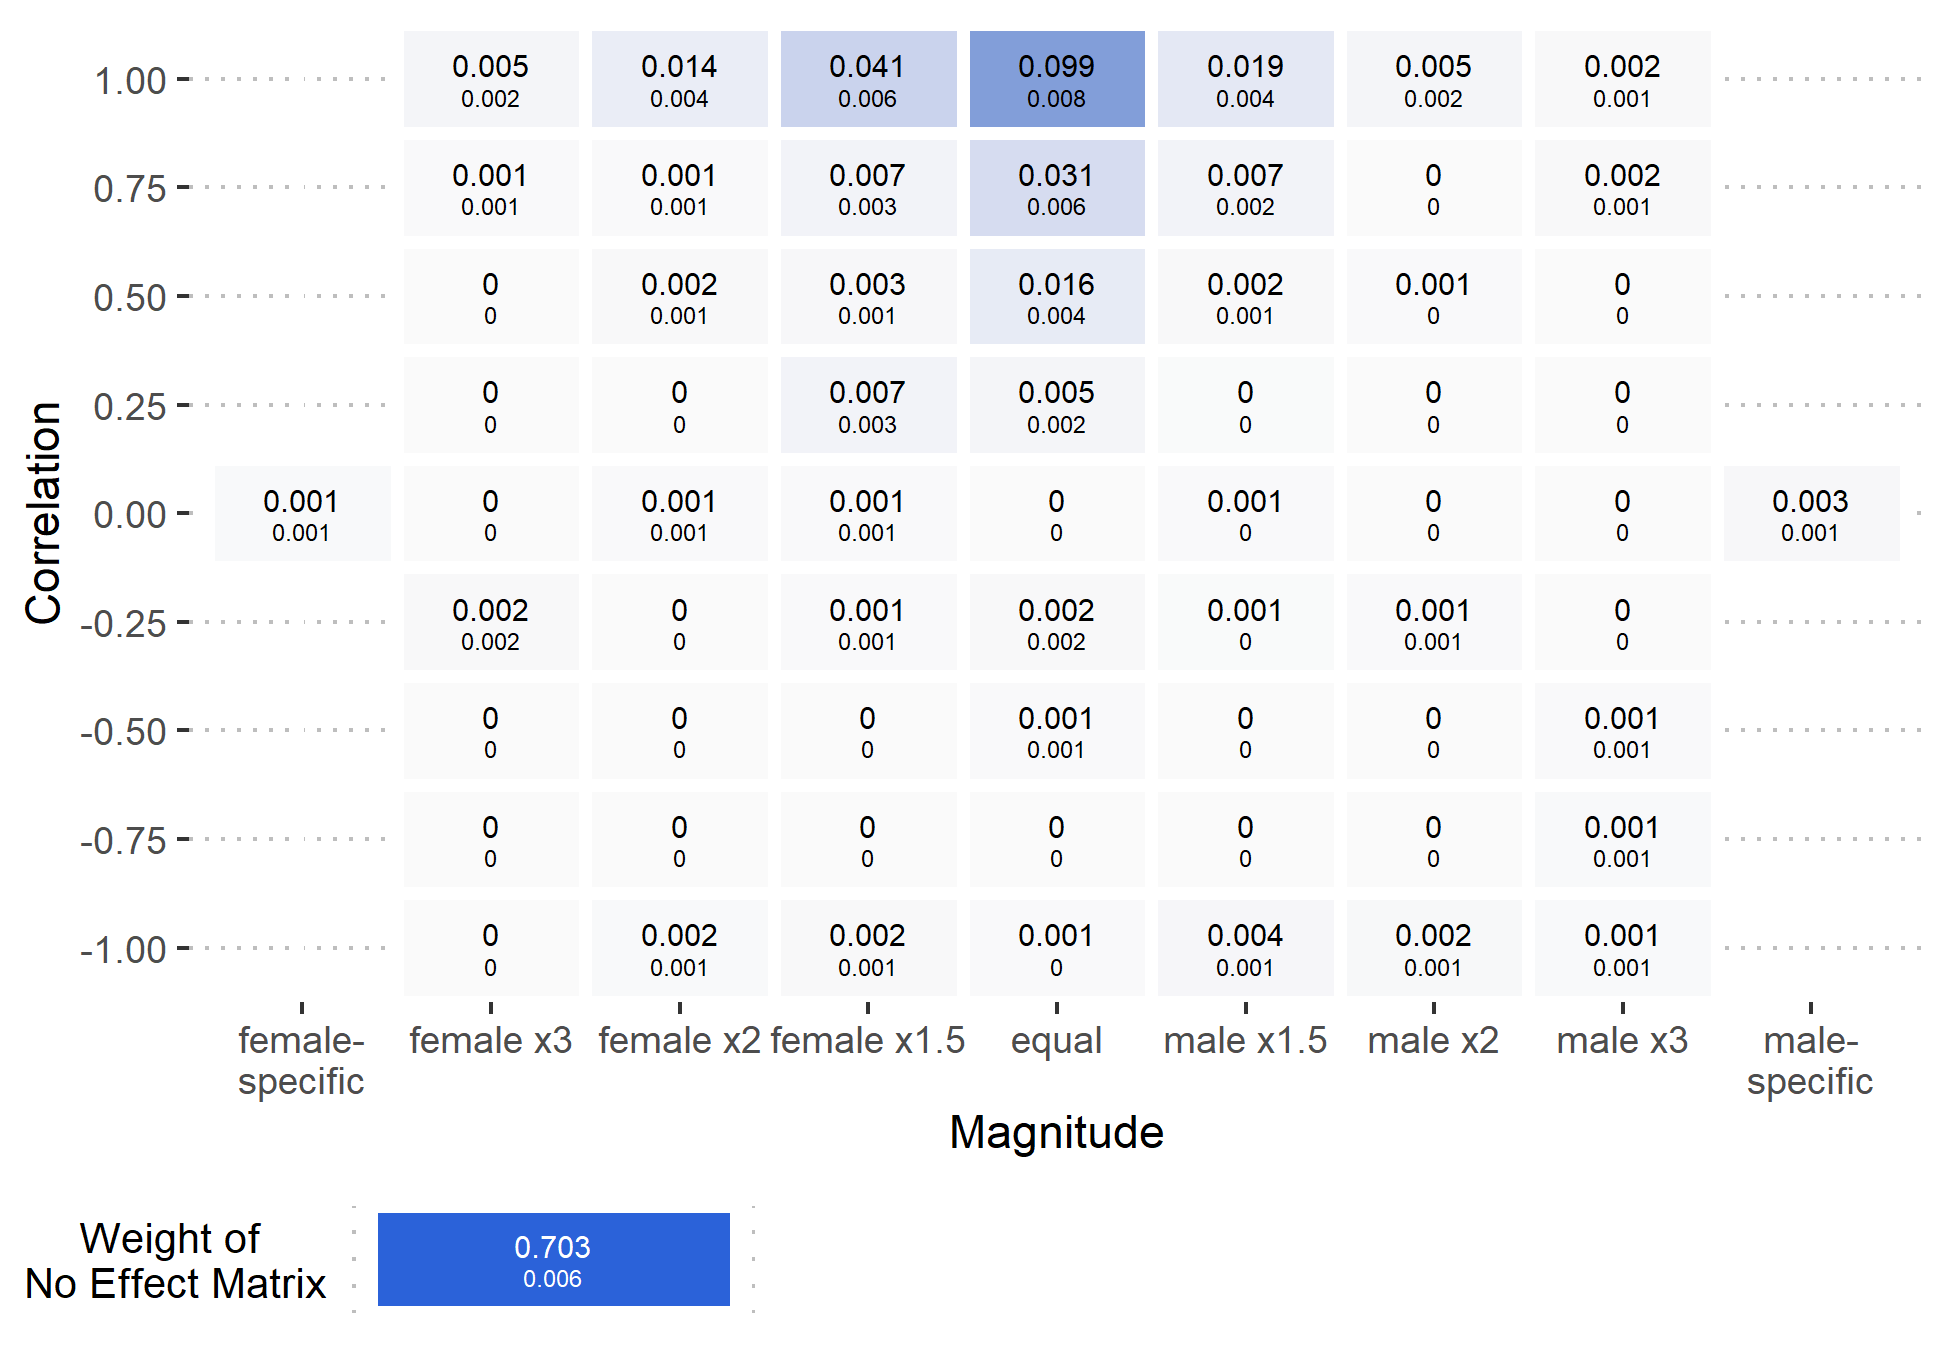 1.00
0.005 0.014 0.041 0.099 0.019 0.005 0.002
0.002 0.004 0.006 0.008 0.004 0.002 0.001
0.75
0.001 0.001 0.007 0.031 0.007 0 0.002
0.001 0.001 0.003 0.006 0.002 0 0.001
0.50
0 0.002 0.003 0.016 0.002 0.001 0
0 0.001 0.001 0.004 0.001 0 0
0.25
0 0 0.007 0.005 0 0 0
0 0 0.003 0.002 0 0 0
0.00
0.001 0 0.001 0.001 0 0.001 0 0 0.003
0.001 0 0.001 0.001 0 0 0 0 0.001
-0.25
0.002 0 0.001 0.002 0.001 0.001 0
0.002 0 0.001 0.002 0 0.001 0
-0.50
0 0 0 0.001 0 0 0.001
0 0 0 0.001 0 0 0.001
-0.75
0 0 0 0 0 0 0.001
0 0 0 0 0 0 0.001
-1.00
0 0.002 0.002 0.001 0.004 0.002 0.001
0 0.001 0.001 0 0.001 0.001 0.001
Correlation
female-
specific
female x3
female x2
female x1.5
equal
male x1.5
male x2
male x3
male-
specific
Magnitude
Weight of
No Effect Matrix
0.703
0.006